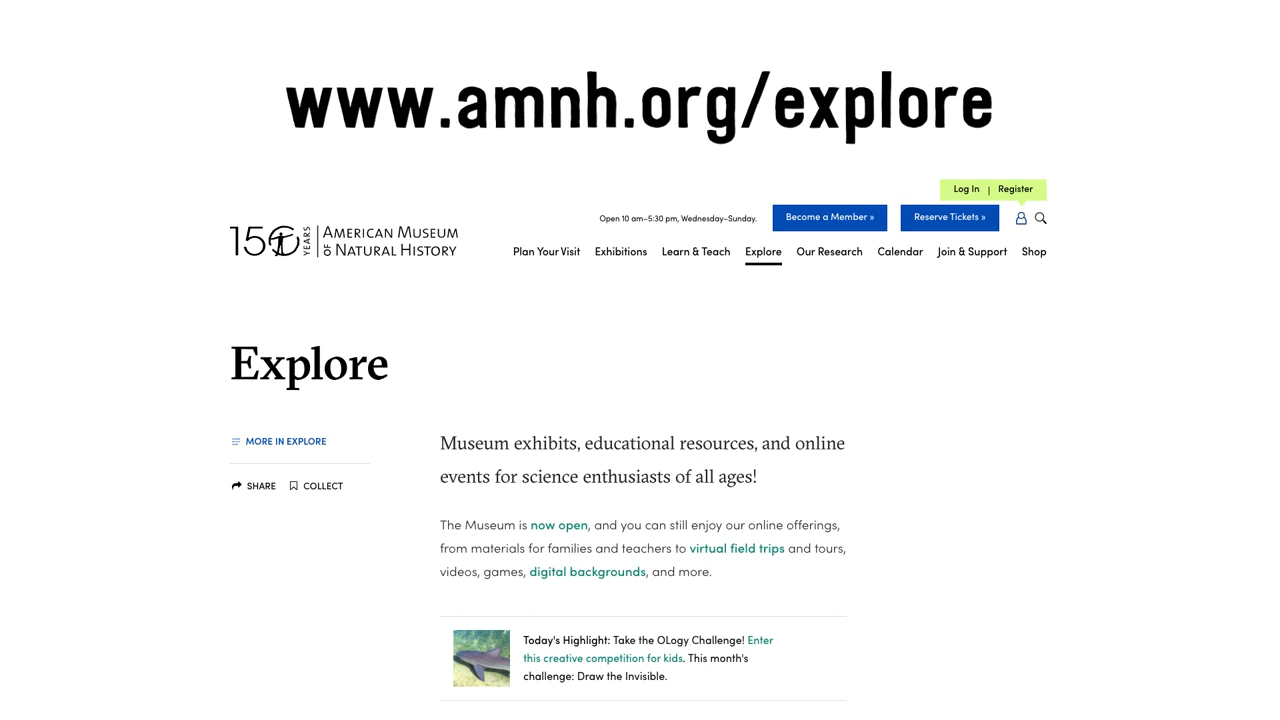 www.amnh.org/explore
Log In | Register
Open 10 am–5:30 pm, Wednesday–Sunday.
Become a Member »
Reserve Tickets »
150 YEARS
AMERICAN MUSEUM
OF NATURAL HISTORY
Plan Your Visit
Exhibitions
Learn & Teach
Explore
Our Research
Calendar
Join & Support
Shop
Explore
MORE IN EXPLORE
SHARE
COLLECT
Museum exhibits, educational resources, and online
events for science enthusiasts of all ages!
The Museum is now open, and you can still enjoy our online offerings,
from materials for families and teachers to virtual field trips and tours,
videos, games, digital backgrounds, and more.
Today's Highlight: Take the OLogy Challenge! Enter
this creative competition for kids. This month's
challenge: Draw the Invisible.